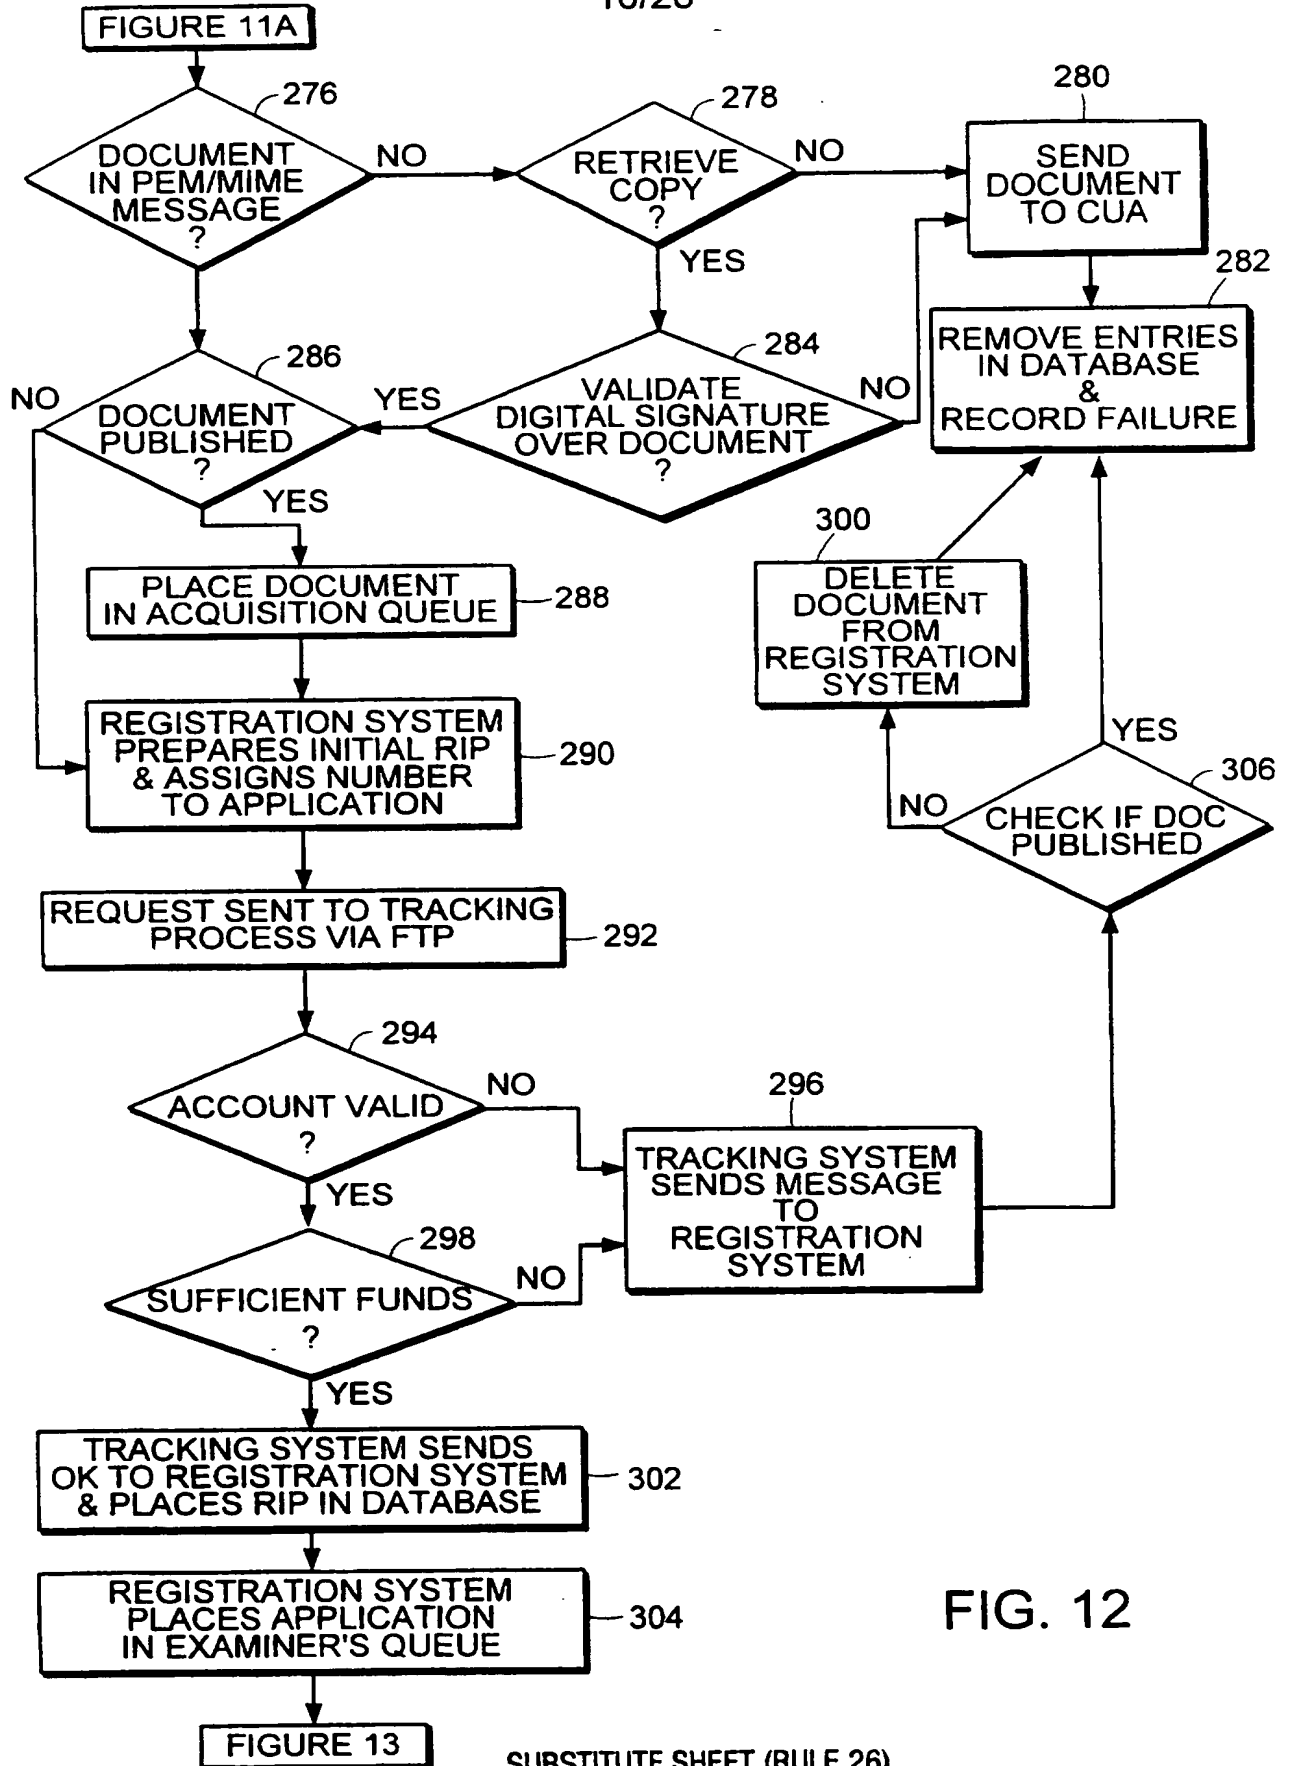 FIGURE 11A
276
DOCUMENT
IN PEM/MIME
MESSAGE
?
NO
278
RETRIEVE
COPY
?
NO
YES
280
SEND
DOCUMENT
TO CUA
282
REMOVE ENTRIES
IN DATABASE
&
RECORD FAILURE
284
VALIDATE
DIGITAL SIGNATURE
OVER DOCUMENT
?
NO
YES
286
NO
DOCUMENT
PUBLISHED
?
YES
PLACE DOCUMENT
IN ACQUISITION QUEUE
288
300
DELETE
DOCUMENT
FROM
REGISTRATION
SYSTEM
REGISTRATION SYSTEM
PREPARES INITIAL RIP
& ASSIGNS NUMBER
TO APPLICATION
290
YES
306
NO
CHECK IF DOC
PUBLISHED
REQUEST SENT TO TRACKING
PROCESS VIA FTP
292
294
ACCOUNT VALID
?
NO
YES
296
TRACKING SYSTEM
SENDS MESSAGE
TO
REGISTRATION
SYSTEM
298
SUFFICIENT FUNDS
?
NO
YES
TRACKING SYSTEM SENDS
OK TO REGISTRATION SYSTEM
& PLACES RIP IN DATABASE
302
REGISTRATION SYSTEM
PLACES APPLICATION
IN EXAMINER'S QUEUE
304
FIG. 12
FIGURE 13
SUBSTITUTE SHEET (RULE 26)